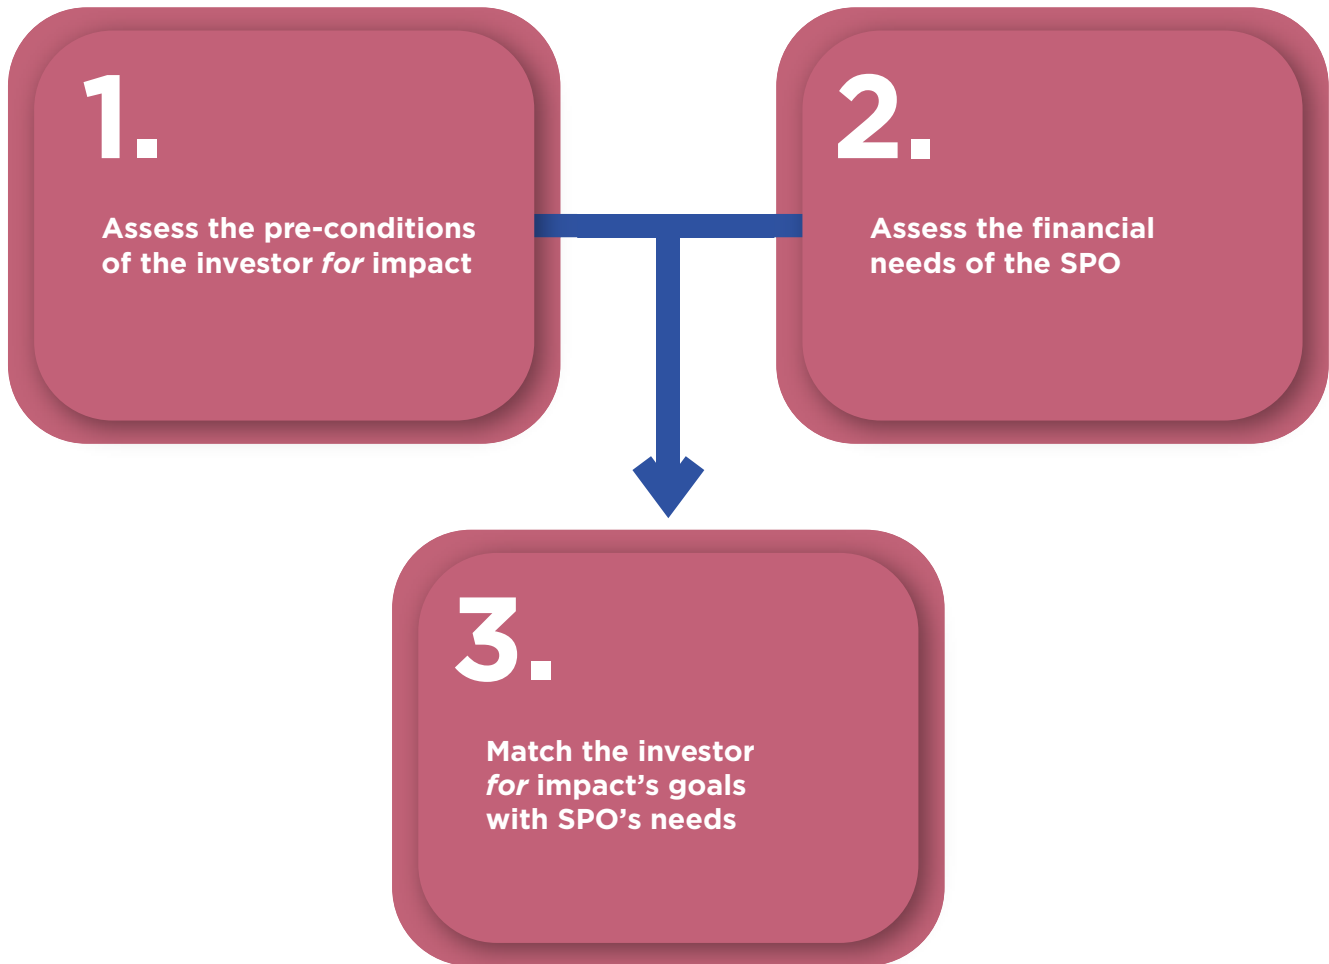 1.
Assess the pre-conditions
of the investor for impact
2.
Assess the financial
needs of the SPO
3.
Match the investor
for impact’s goals
with SPO’s needs